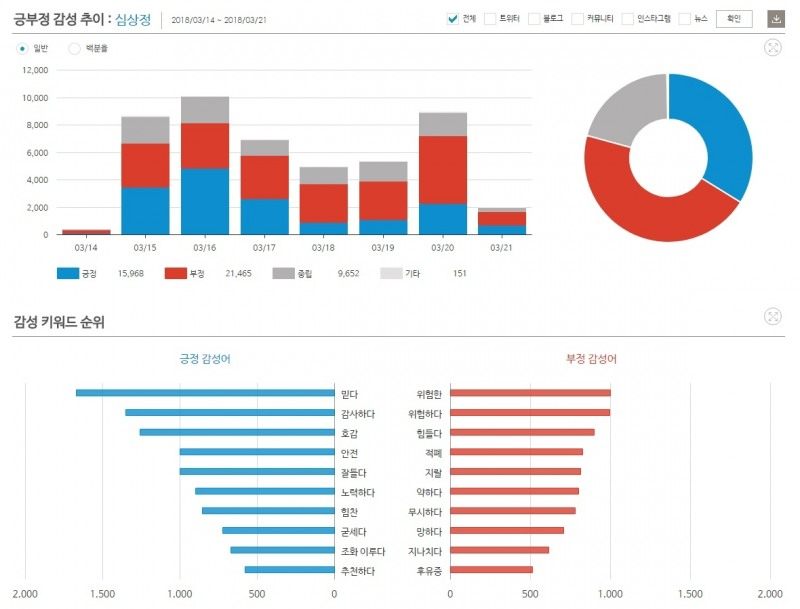 긍부정 감성 추이 : 심상정 2018/03/14 ~ 2018/03/21 전체 트위터 블로그 커뮤니티 인스타그램 뉴스 확인
일반 백분율
12,000
10,000
8,000
6,000
4,000
2,000
0
03/14 03/15 03/16 03/17 03/18 03/19 03/20 03/21
긍정 15,968 부정 21,465 중립 9,652 기타 151
감성 키워드 순위
긍정 감성어 부정 감성어
믿다 위험한
감사하다 위험하다
호감 힘들다
안전 적폐
잘돌다 지랄
노력하다 약하다
힘찬 무시하다
굳세다 망하다
조화 이루다 지나치다
추천하다 후유증
2.000 1.500 1.000 500 0 0 500 1.000 1.500 2.000